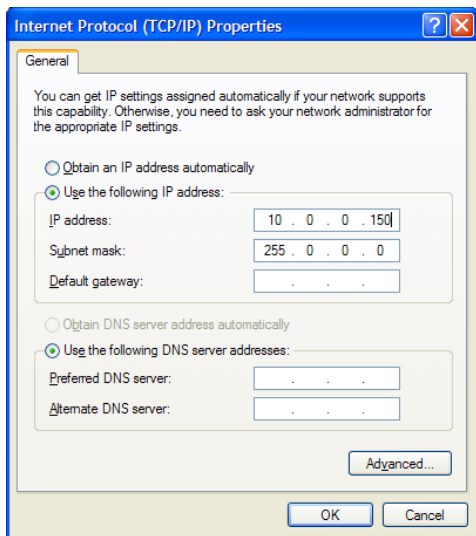 Internet Protocol (TCP/IP) Properties
General
You can get IP settings assigned automatically if your network supports
this capability. Otherwise, you need to ask your network administrator for
the appropriate IP settings.
Obtain an IP address automatically
Use the following IP address:
IP address: 10 . 0 . 0 . 150
Subnet mask: 255 . 0 . 0 . 0
Default gateway: . . .
Obtain DNS server address automatically
Use the following DNS server addresses:
Preferred DNS server: . . .
Alternate DNS server: . . .
Advanced...
OK Cancel